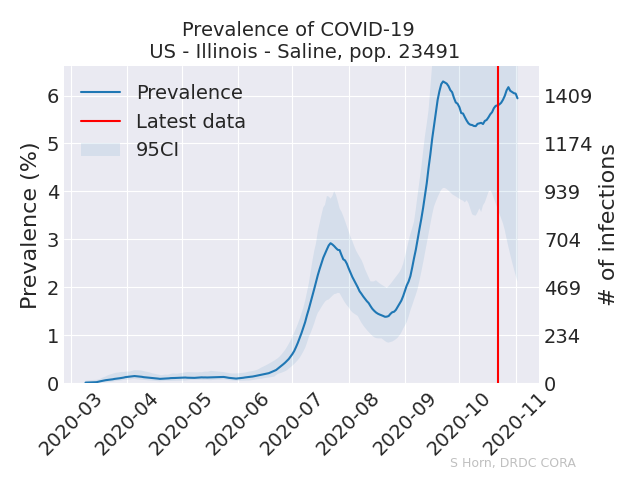 Prevalence of COVID-19
US - Illinois - Saline, pop. 23491
Prevalence
Latest data
95CI
Prevalence (%)
6
5
4
3
2
1
0
1409
1174
939
704
469
234
0
# of infections
2020-03
2020-04
2020-05
2020-06
2020-07
2020-08
2020-09
2020-10
2020-11
S Horn, DRDC CORA